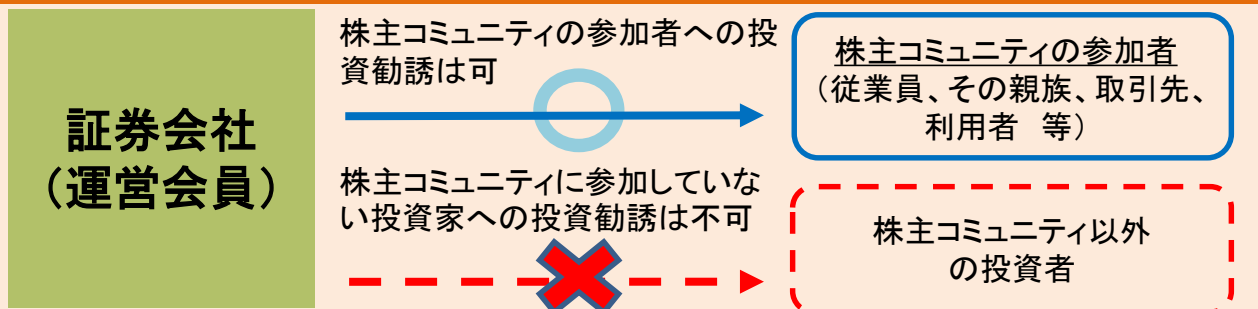 証券会社
（運営会員）
株主コミュニティの参加者への投
資勧誘は可
株主コミュニティの参加者
（従業員、その親族、取引先、
利用者　等）
株主コミュニティに参加していな
い投資家への投資勧誘は不可
株主コミュニティ以外
の投資者